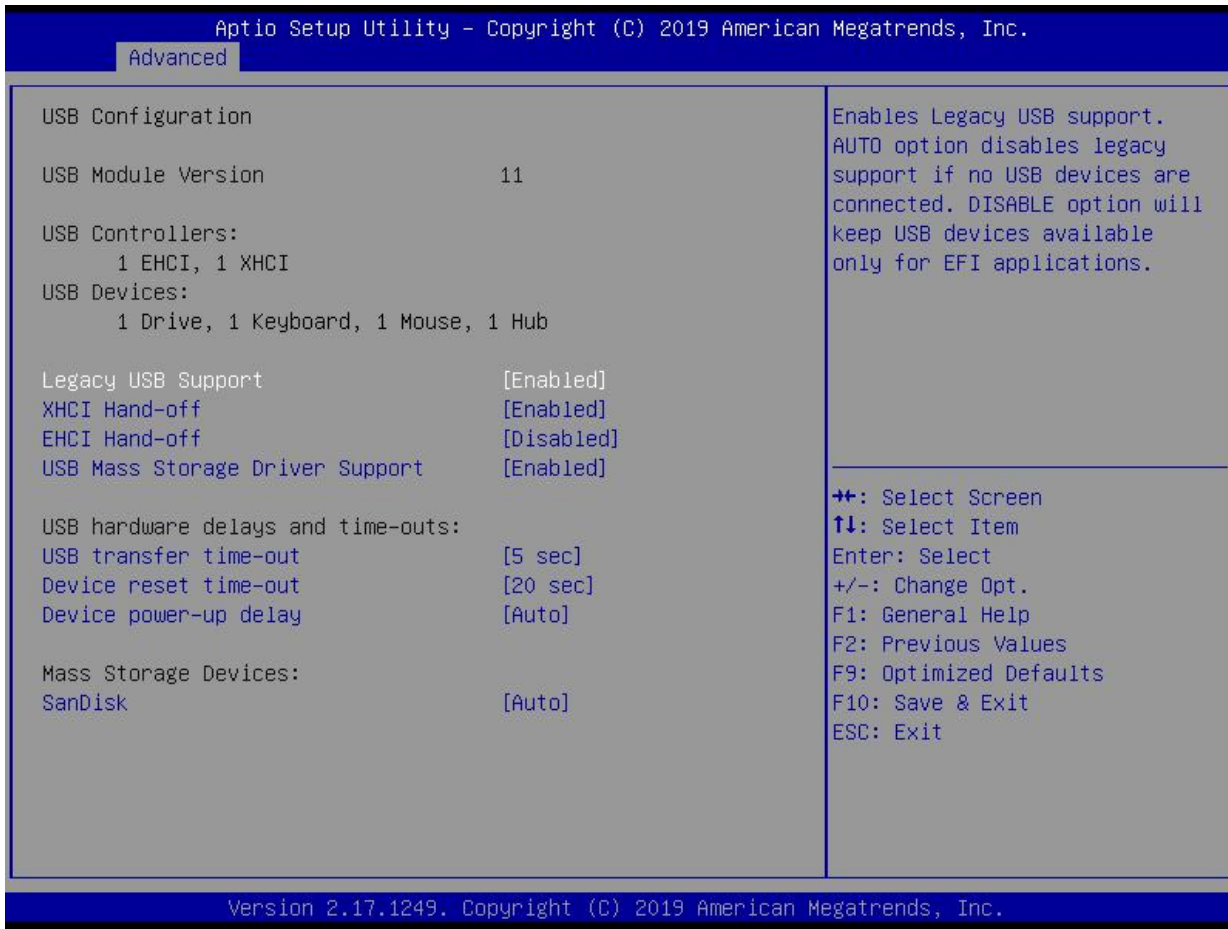 Aptio Setup Utility – Copyright (C) 2019 American Megatrends, Inc.
Advanced
USB Configuration
USB Module Version 11
USB Controllers:
1 EHCI, 1 XHCI
USB Devices:
1 Drive, 1 Keyboard, 1 Mouse, 1 Hub
Legacy USB Support [Enabled]
XHCI Hand-off [Enabled]
EHCI Hand-off [Disabled]
USB Mass Storage Driver Support [Enabled]
USB hardware delays and time-outs:
USB transfer time-out [5 sec]
Device reset time-out [20 sec]
Device power-up delay [Auto]
Mass Storage Devices:
SanDisk [Auto]
Enables Legacy USB support.
AUTO option disables legacy
support if no USB devices are
connected. DISABLE option will
keep USB devices available
only for EFI applications.
→←: Select Screen
↑↓: Select Item
Enter: Select
+/-: Change Opt.
F1: General Help
F2: Previous Values
F9: Optimized Defaults
F10: Save & Exit
ESC: Exit
Version 2.17.1249. Copyright (C) 2019 American Megatrends, Inc.